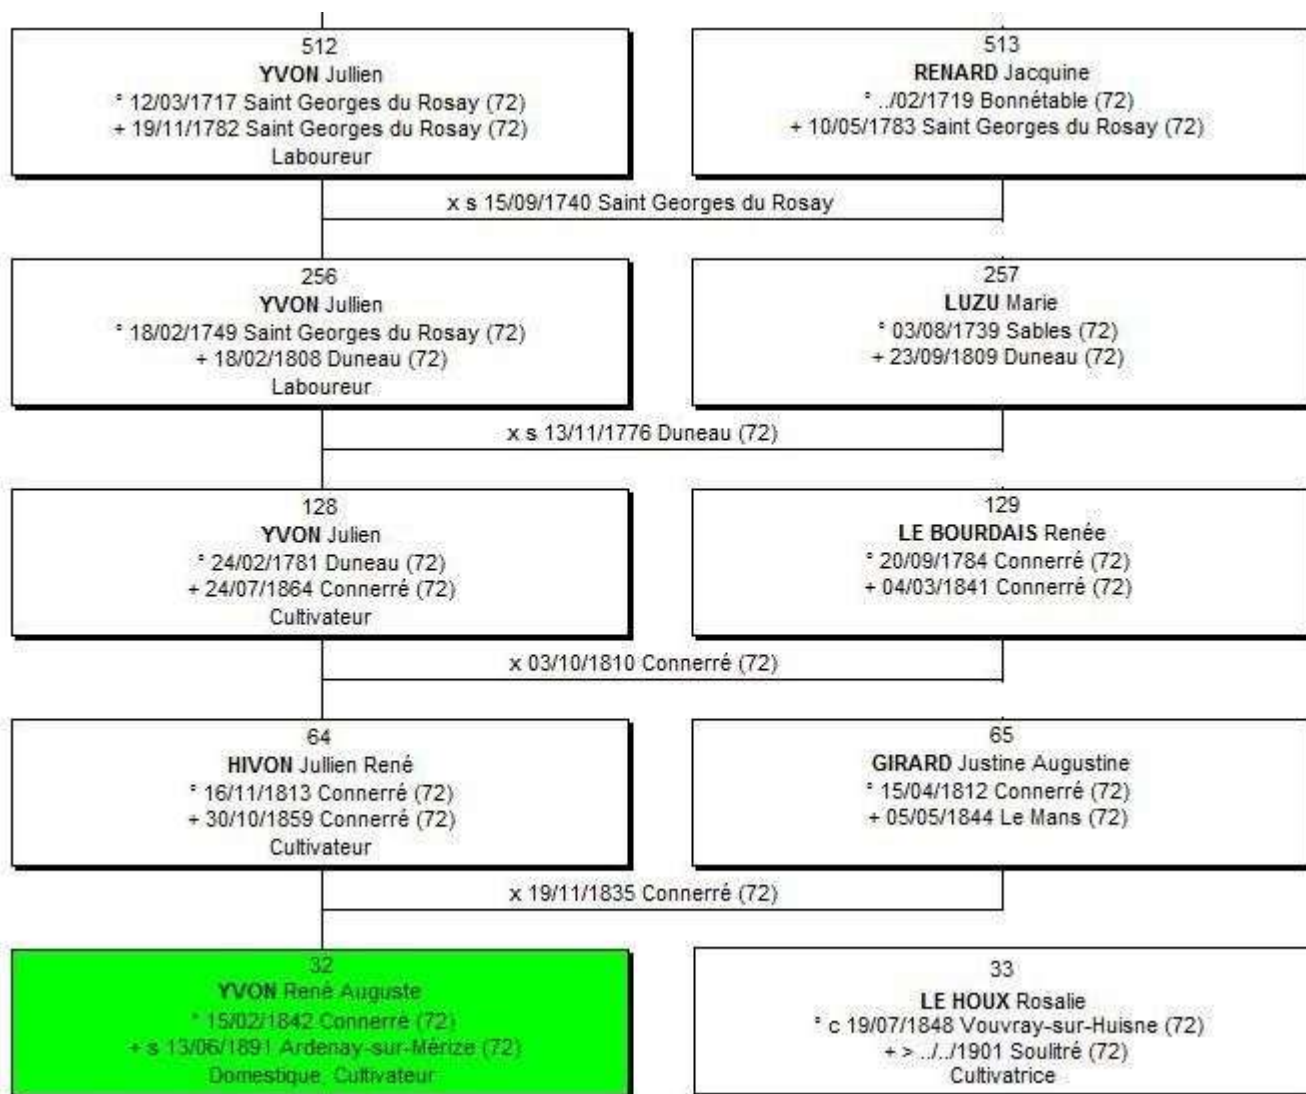 512
YVON Jullien
° 12/03/1717 Saint Georges du Rosay (72)
+ 19/11/1782 Saint Georges du Rosay (72)
Laboureur
513
RENARD Jacquine
° ../02/1719 Bonnétable (72)
+ 10/05/1783 Saint Georges du Rosay (72)
x s 15/09/1740 Saint Georges du Rosay
256
YVON Jullien
° 18/02/1749 Saint Georges du Rosay (72)
+ 18/02/1808 Duneau (72)
Laboureur
257
LUZU Marie
° 03/08/1739 Sables (72)
+ 23/09/1809 Duneau (72)
x s 13/11/1776 Duneau (72)
128
YVON Julien
° 24/02/1781 Duneau (72)
+ 24/07/1864 Connerré (72)
Cultivateur
129
LE BOURDAIS Renée
° 20/09/1784 Connerré (72)
+ 04/03/1841 Connerré (72)
x 03/10/1810 Connerré (72)
64
HIVON Jullien René
° 16/11/1813 Connerré (72)
+ 30/10/1859 Connerré (72)
Cultivateur
65
GIRARD Justine Augustine
° 15/04/1812 Connerré (72)
+ 05/05/1844 Le Mans (72)
x 19/11/1835 Connerré (72)
32
YVON René Auguste
° 15/02/1842 Connerré (72)
+ s 13/06/1891 Ardenay-sur-Mérize (72)
Domestique, Cultivateur
33
LE HOUX Rosalie
° c 19/07/1848 Vouvray-sur-Huisne (72)
+ > ../../1901 Soulitré (72)
Cultivatrice